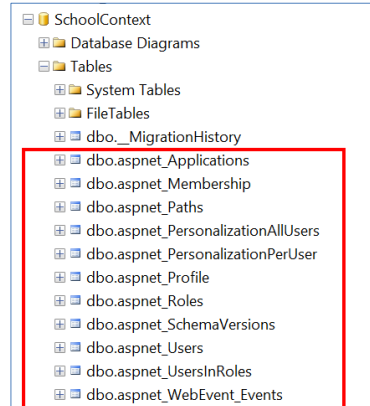 SchoolContext
Database Diagrams
Tables
System Tables
FileTables
dbo.__MigrationHistory
dbo.aspnet_Applications
dbo.aspnet_Membership
dbo.aspnet_Paths
dbo.aspnet_PersonalizationAllUsers
dbo.aspnet_PersonalizationPerUser
dbo.aspnet_Profile
dbo.aspnet_Roles
dbo.aspnet_SchemaVersions
dbo.aspnet_Users
dbo.aspnet_UsersInRoles
dbo.aspnet_WebEvent_Events